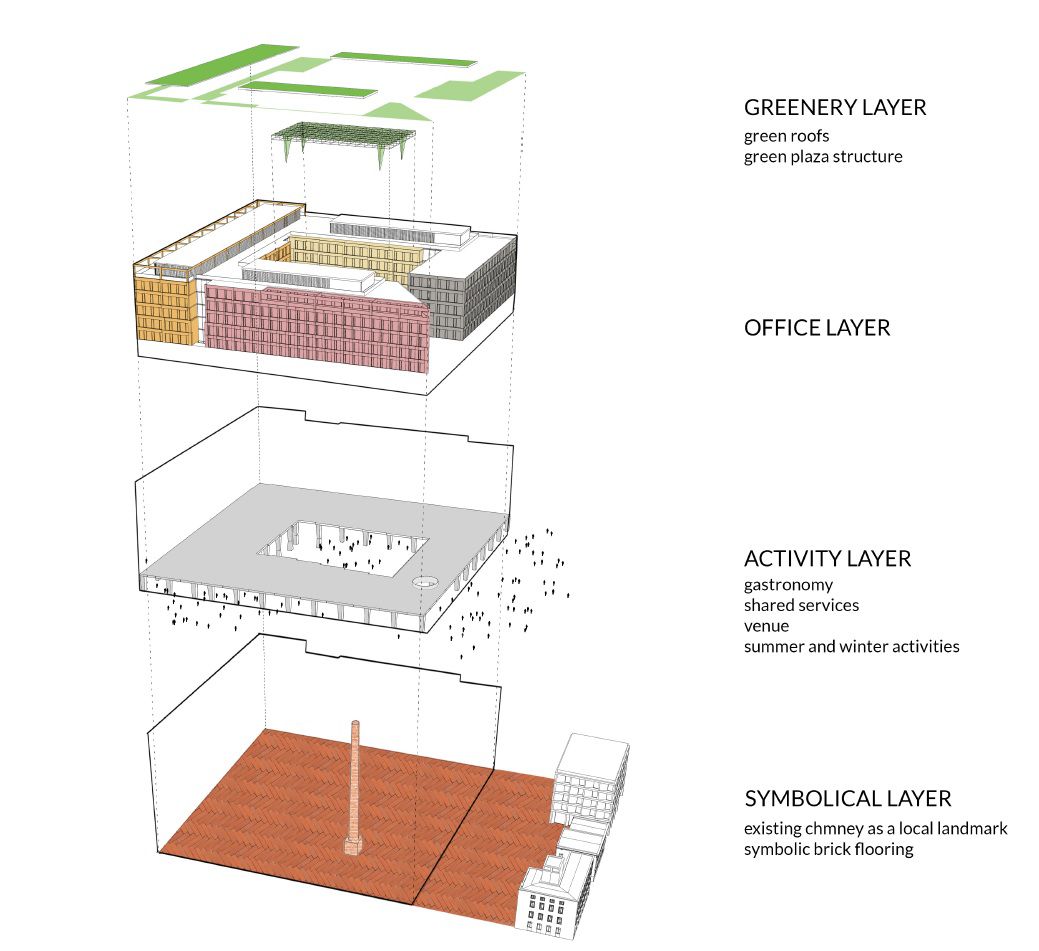 GREENERY LAYER
green roofs
green plaza structure
OFFICE LAYER
ACTIVITY LAYER
gastronomy
shared services
venue
summer and winter activities
SYMBOLICAL LAYER
existing chmney as a local landmark
symbolic brick flooring